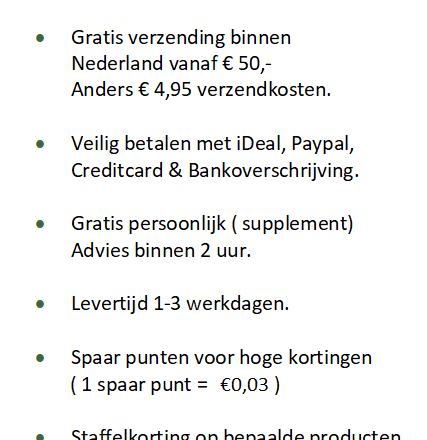 • Gratis verzending binnen
Nederland vanaf € 50,-
Anders € 4,95 verzendkosten.
• Veilig betalen met iDeal, Paypal,
Creditcard & Bankoverschrijving.
• Gratis persoonlijk ( supplement)
Advies binnen 2 uur.
• Levertijd 1-3 werkdagen.
• Spaar punten voor hoge kortingen
( 1 spaar punt = €0,03 )
• Staffelkorting op bepaalde producten